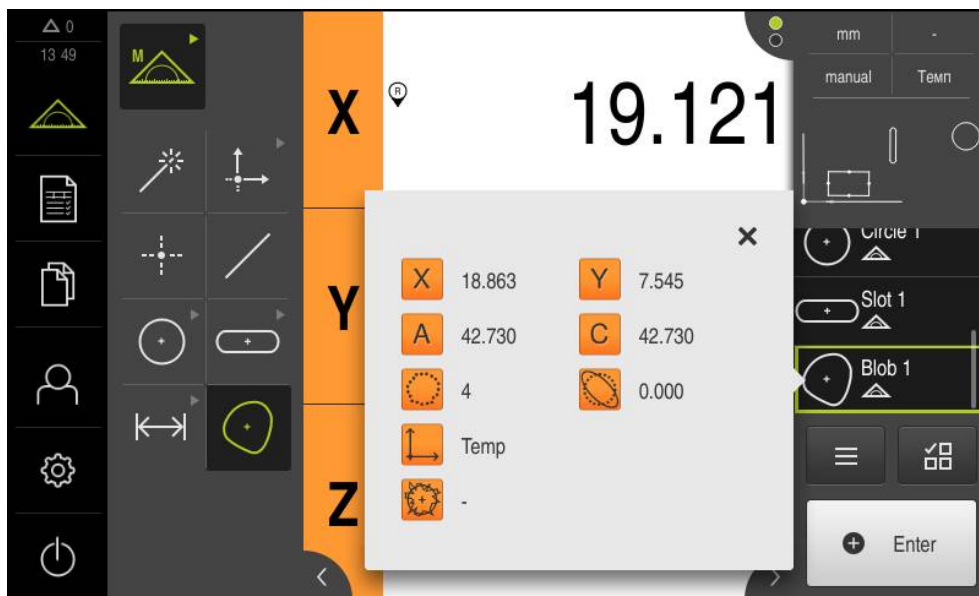 0
13 49
M
X
R
19.121
mm
-
manual
Темп
X 18.863
Y 7.545
A 42.730
C 42.730
4
0.000
Temp
-
Y
Z
Circle 1
Slot 1
Blob 1
Enter